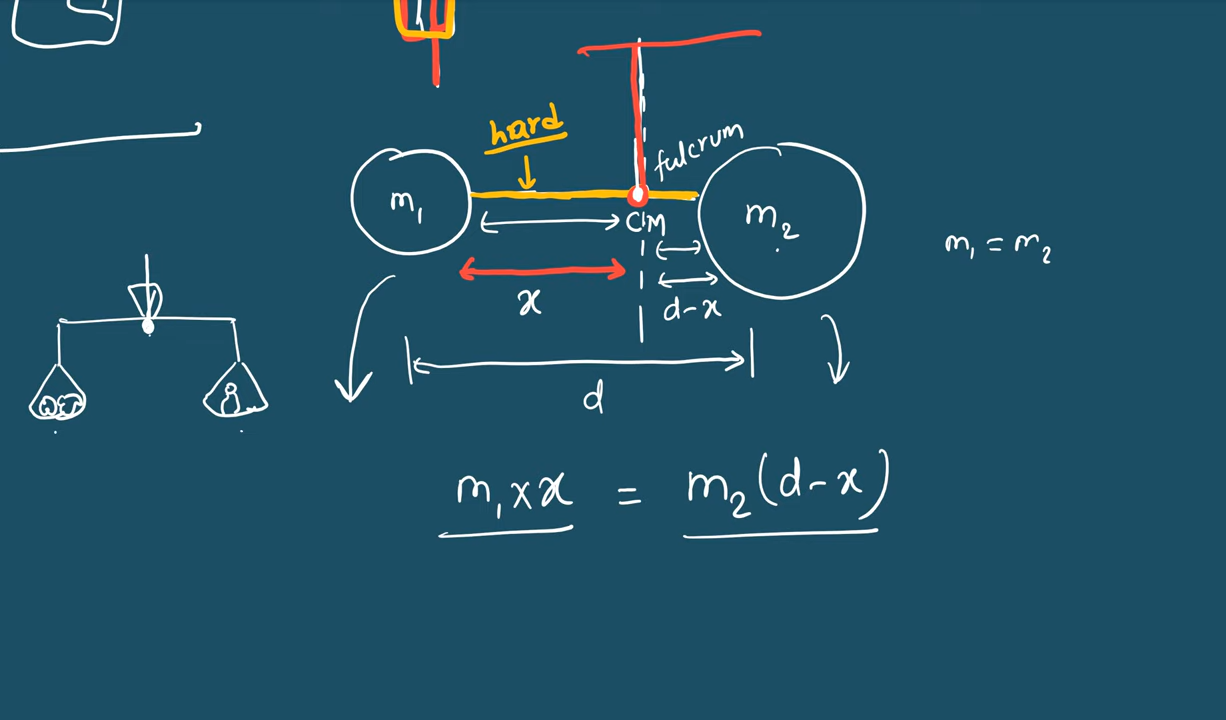 hard
fulcrum
m₁
CM
m₂
m₁ = m₂
x
d-x
d
m₁ × x = m₂(d-x)